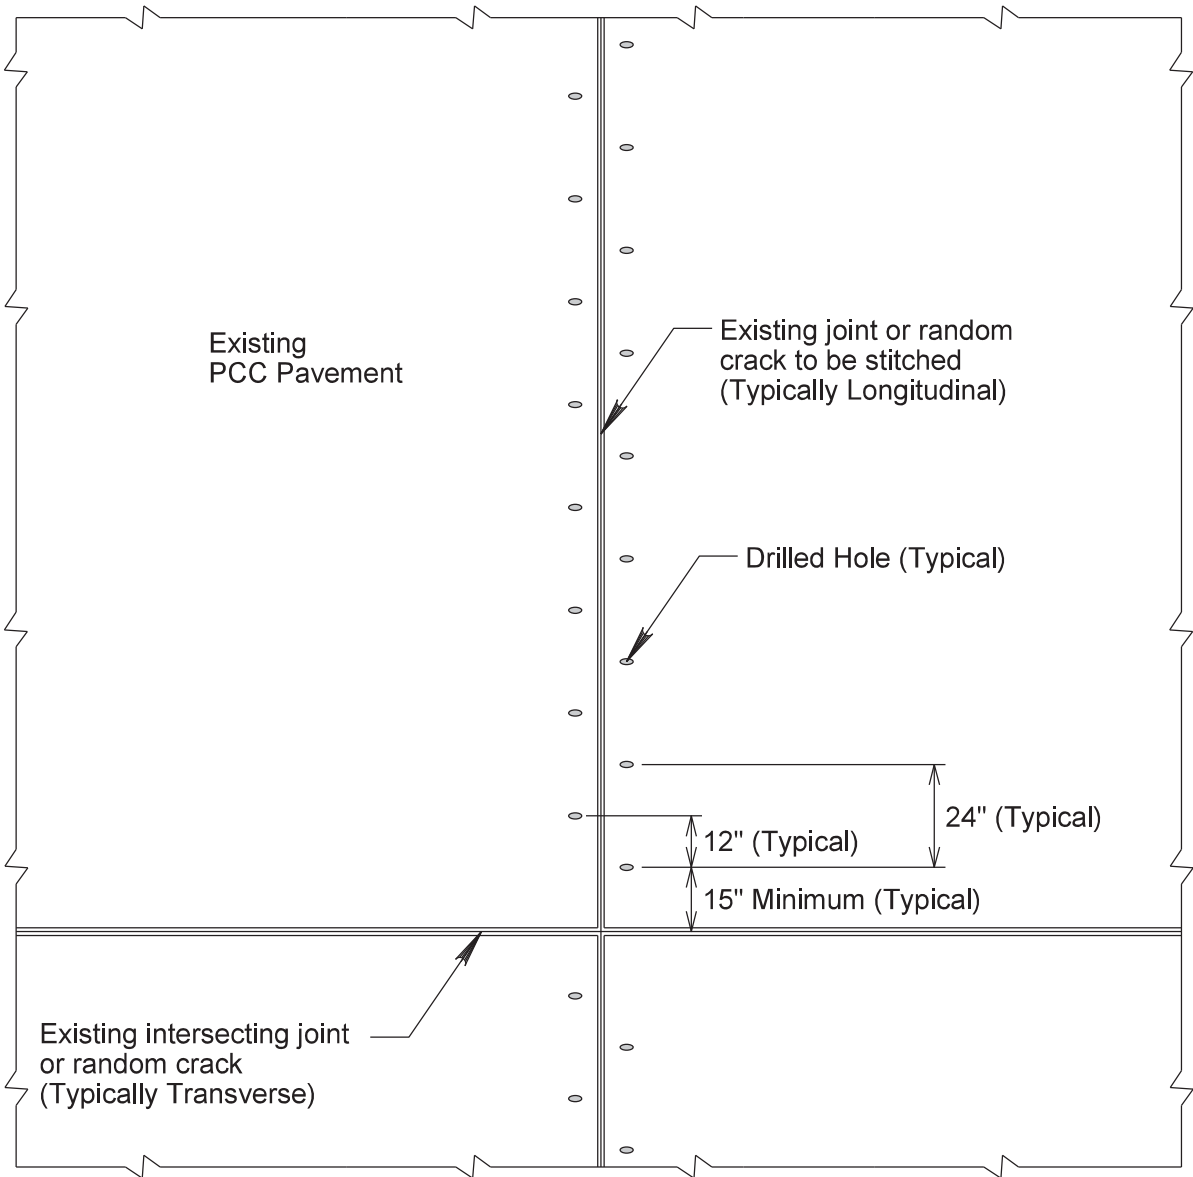 Existing
PCC Pavement
Existing joint or random
crack to be stitched
(Typically Longitudinal)
Drilled Hole (Typical)
24" (Typical)
12" (Typical)
15" Minimum (Typical)
Existing intersecting joint
or random crack
(Typically Transverse)